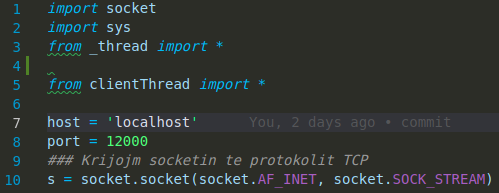 1 import socket
2 import sys
3 from _thread import *
4
5 from clientThread import *
6
7 host = 'localhost' You, 2 days ago • commit
8 port = 12000
9 ### Krijojm socketin te protokolit TCP
10 s = socket.socket(socket.AF_INET, socket.SOCK_STREAM)